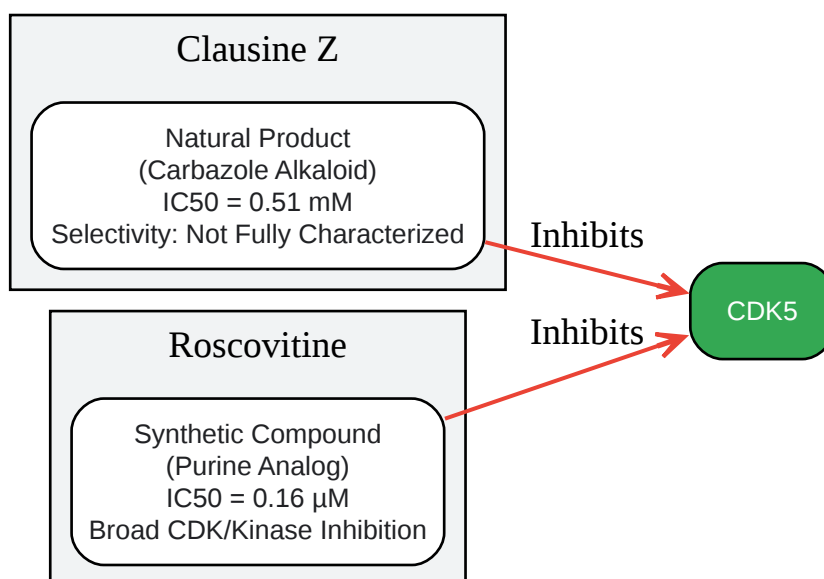 Clausine Z
Natural Product
(Carbazole Alkaloid)
IC50 = 0.51 mM
Selectivity: Not Fully Characterized
Inhibits
CDK5
Inhibits
Roscovitine
Synthetic Compound
(Purine Analog)
IC50 = 0.16 µM
Broad CDK/Kinase Inhibition